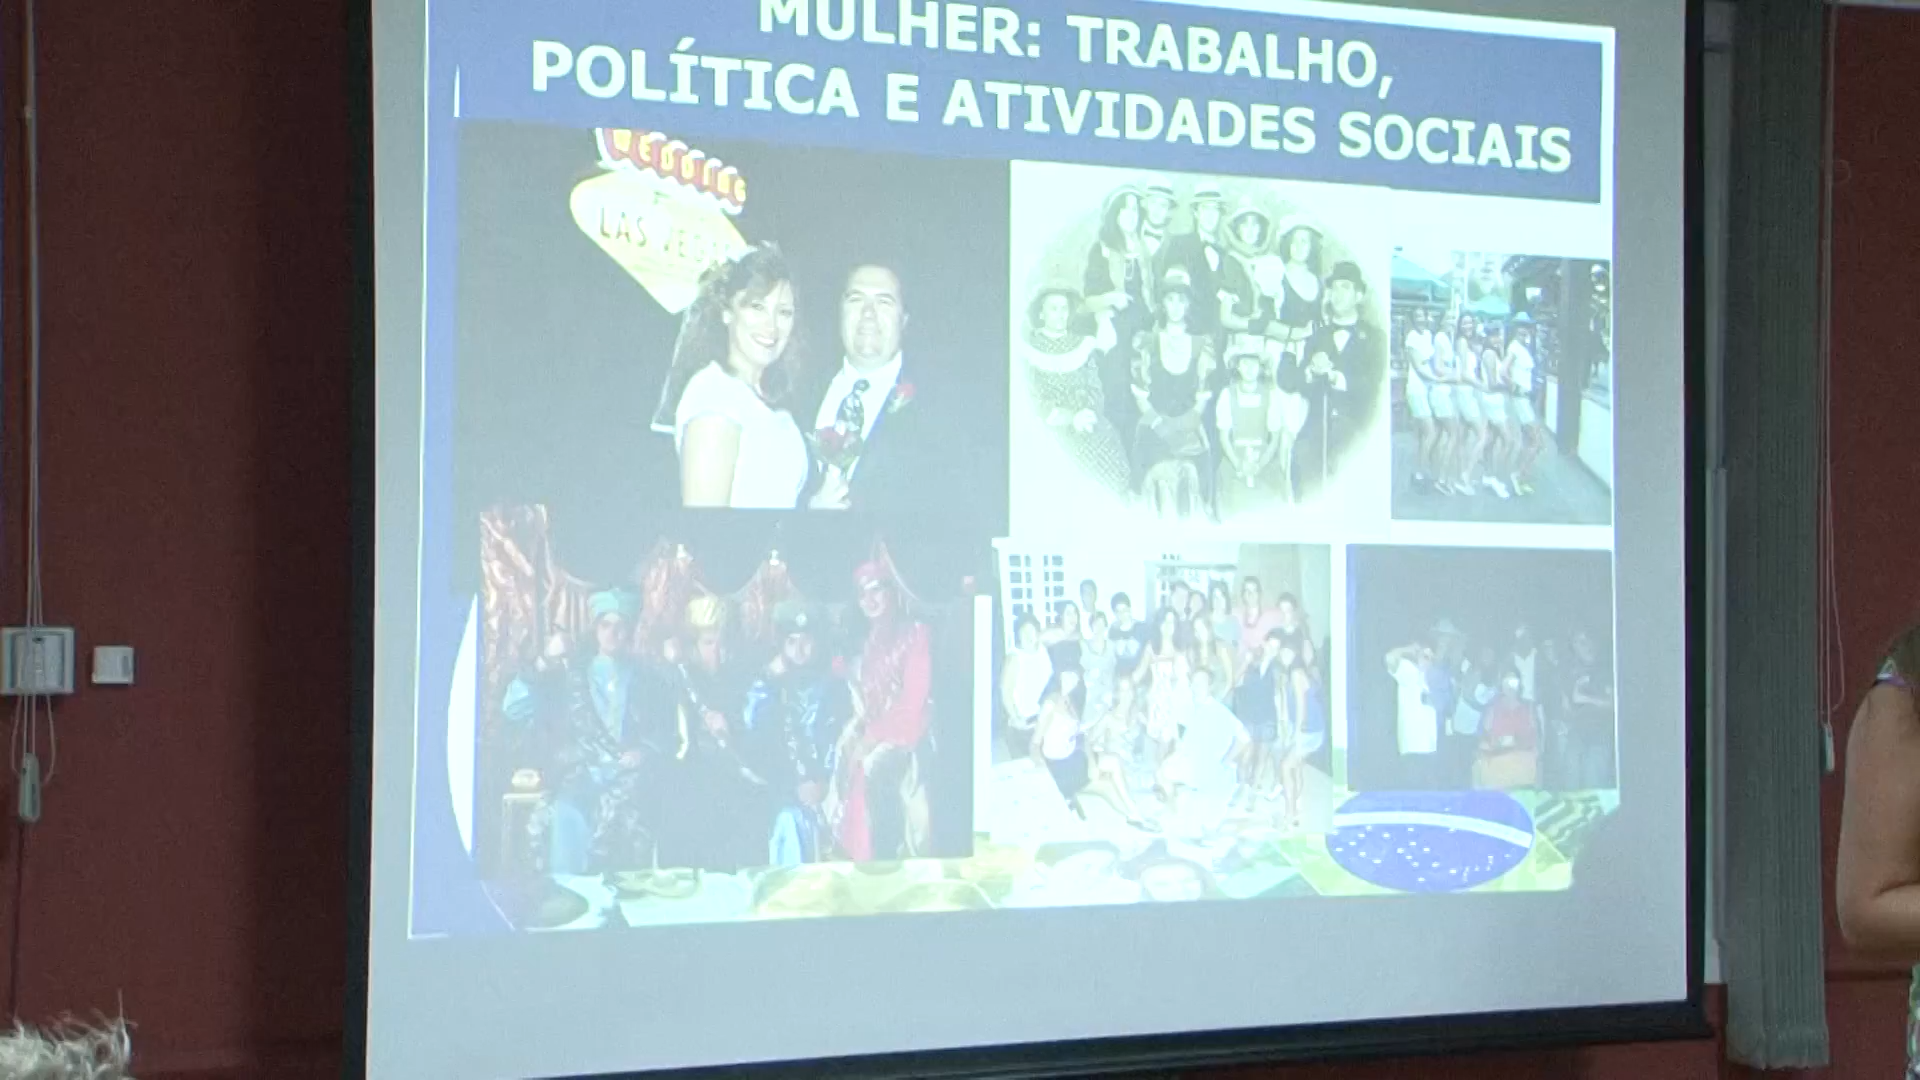 MULHER: TRABALHO,
POLÍTICA E ATIVIDADES SOCIAIS
WEDDING
LAS VEGAS